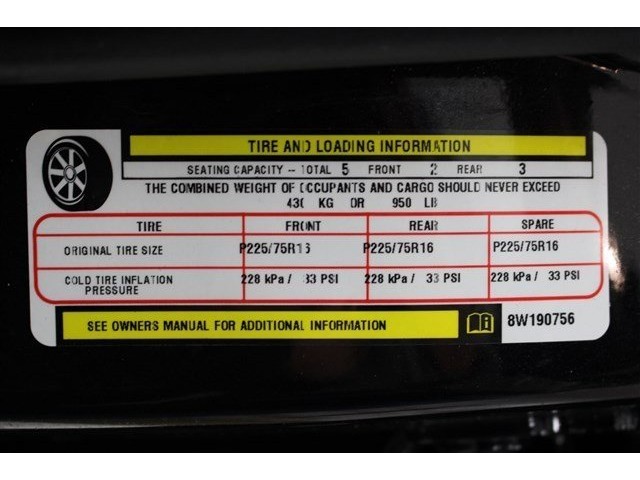 TIRE AND LOADING INFORMATION
SEATING CAPACITY -- TOTAL 5 FRONT 2 REAR 3
THE COMBINED WEIGHT OF OCCUPANTS AND CARGO SHOULD NEVER EXCEED
430 KG OR 950 LB
TIRE FRONT REAR SPARE
ORIGINAL TIRE SIZE P225/75R16 P225/75R16 P225/75R16
COLD TIRE INFLATION PRESSURE 228 kPa / 33 PSI 228 kPa / 33 PSI 228 kPa / 33 PSI
SEE OWNERS MANUAL FOR ADDITIONAL INFORMATION 8W190756